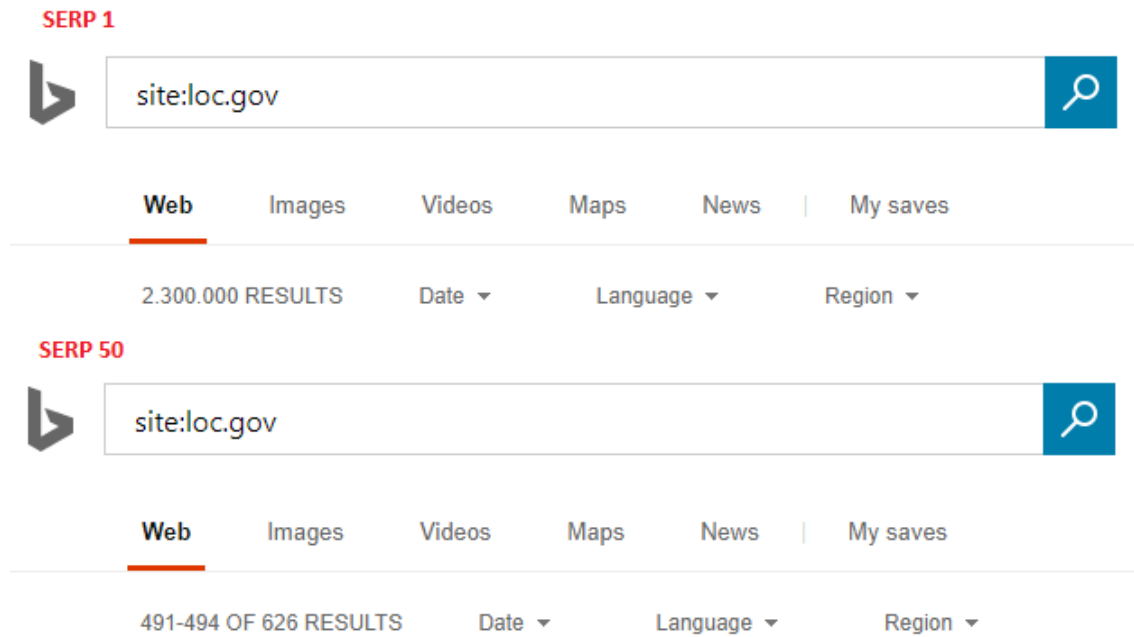 SERP 1
site:loc.gov
Web Images Videos Maps News | My saves
2.300.000 RESULTS Date Language Region
SERP 50
site:loc.gov
Web Images Videos Maps News | My saves
491-494 OF 626 RESULTS Date Language Region